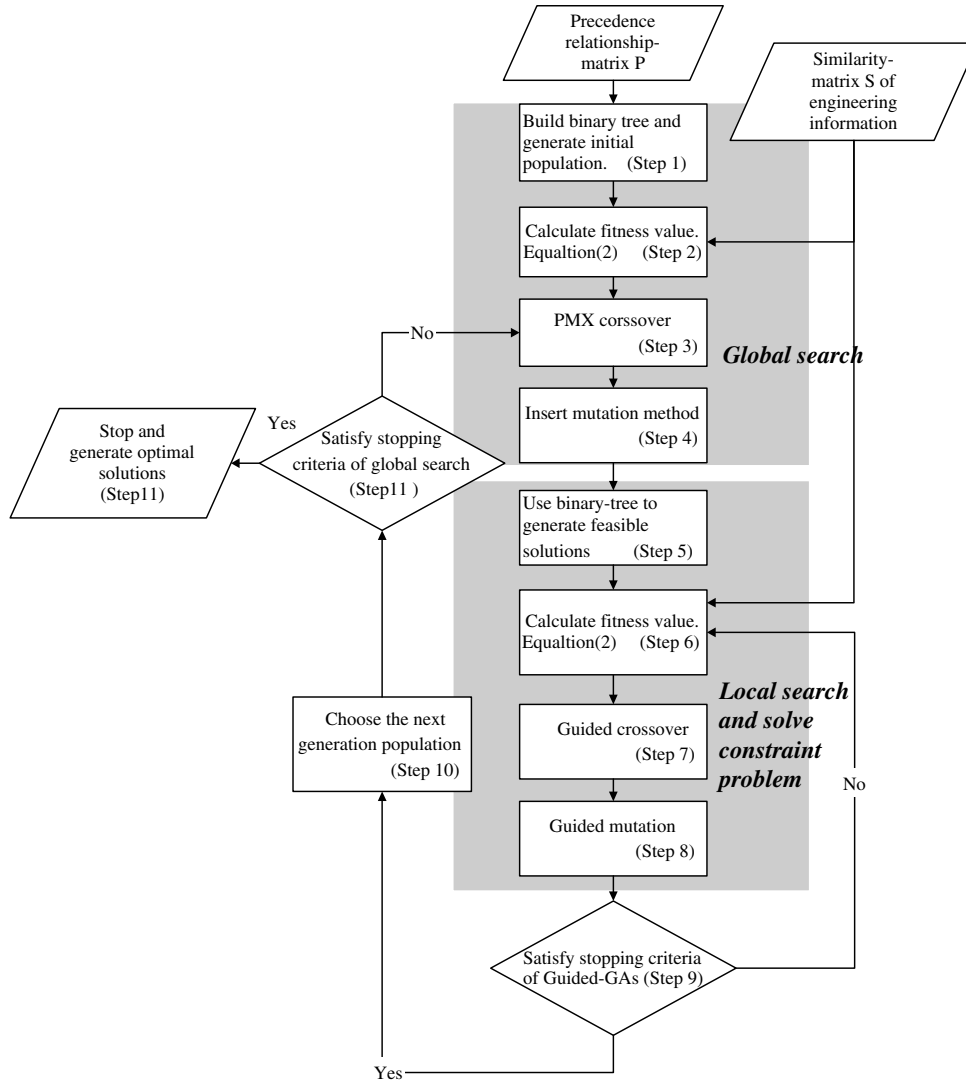 Precedence
relationship-
matrix P
Similarity-
matrix S of
engineering
information
Build binary tree and
generate initial
population. (Step 1)
Calculate fitness value.
Equaltion(2) (Step 2)
PMX corssover
(Step 3)
Global search
No
Insert mutation method
(Step 4)
Yes
Stop and
generate optimal
solutions
(Step11)
Satisfy stopping
criteria of global search
(Step11 )
Use binary-tree to
generate feasible
solutions (Step 5)
Calculate fitness value.
Equaltion(2) (Step 6)
Local search
and solve
constraint
problem
Choose the next
generation population
(Step 10)
Guided crossover
(Step 7)
No
Guided mutation
(Step 8)
Satisfy stopping criteria
of Guided-GAs (Step 9)
Yes